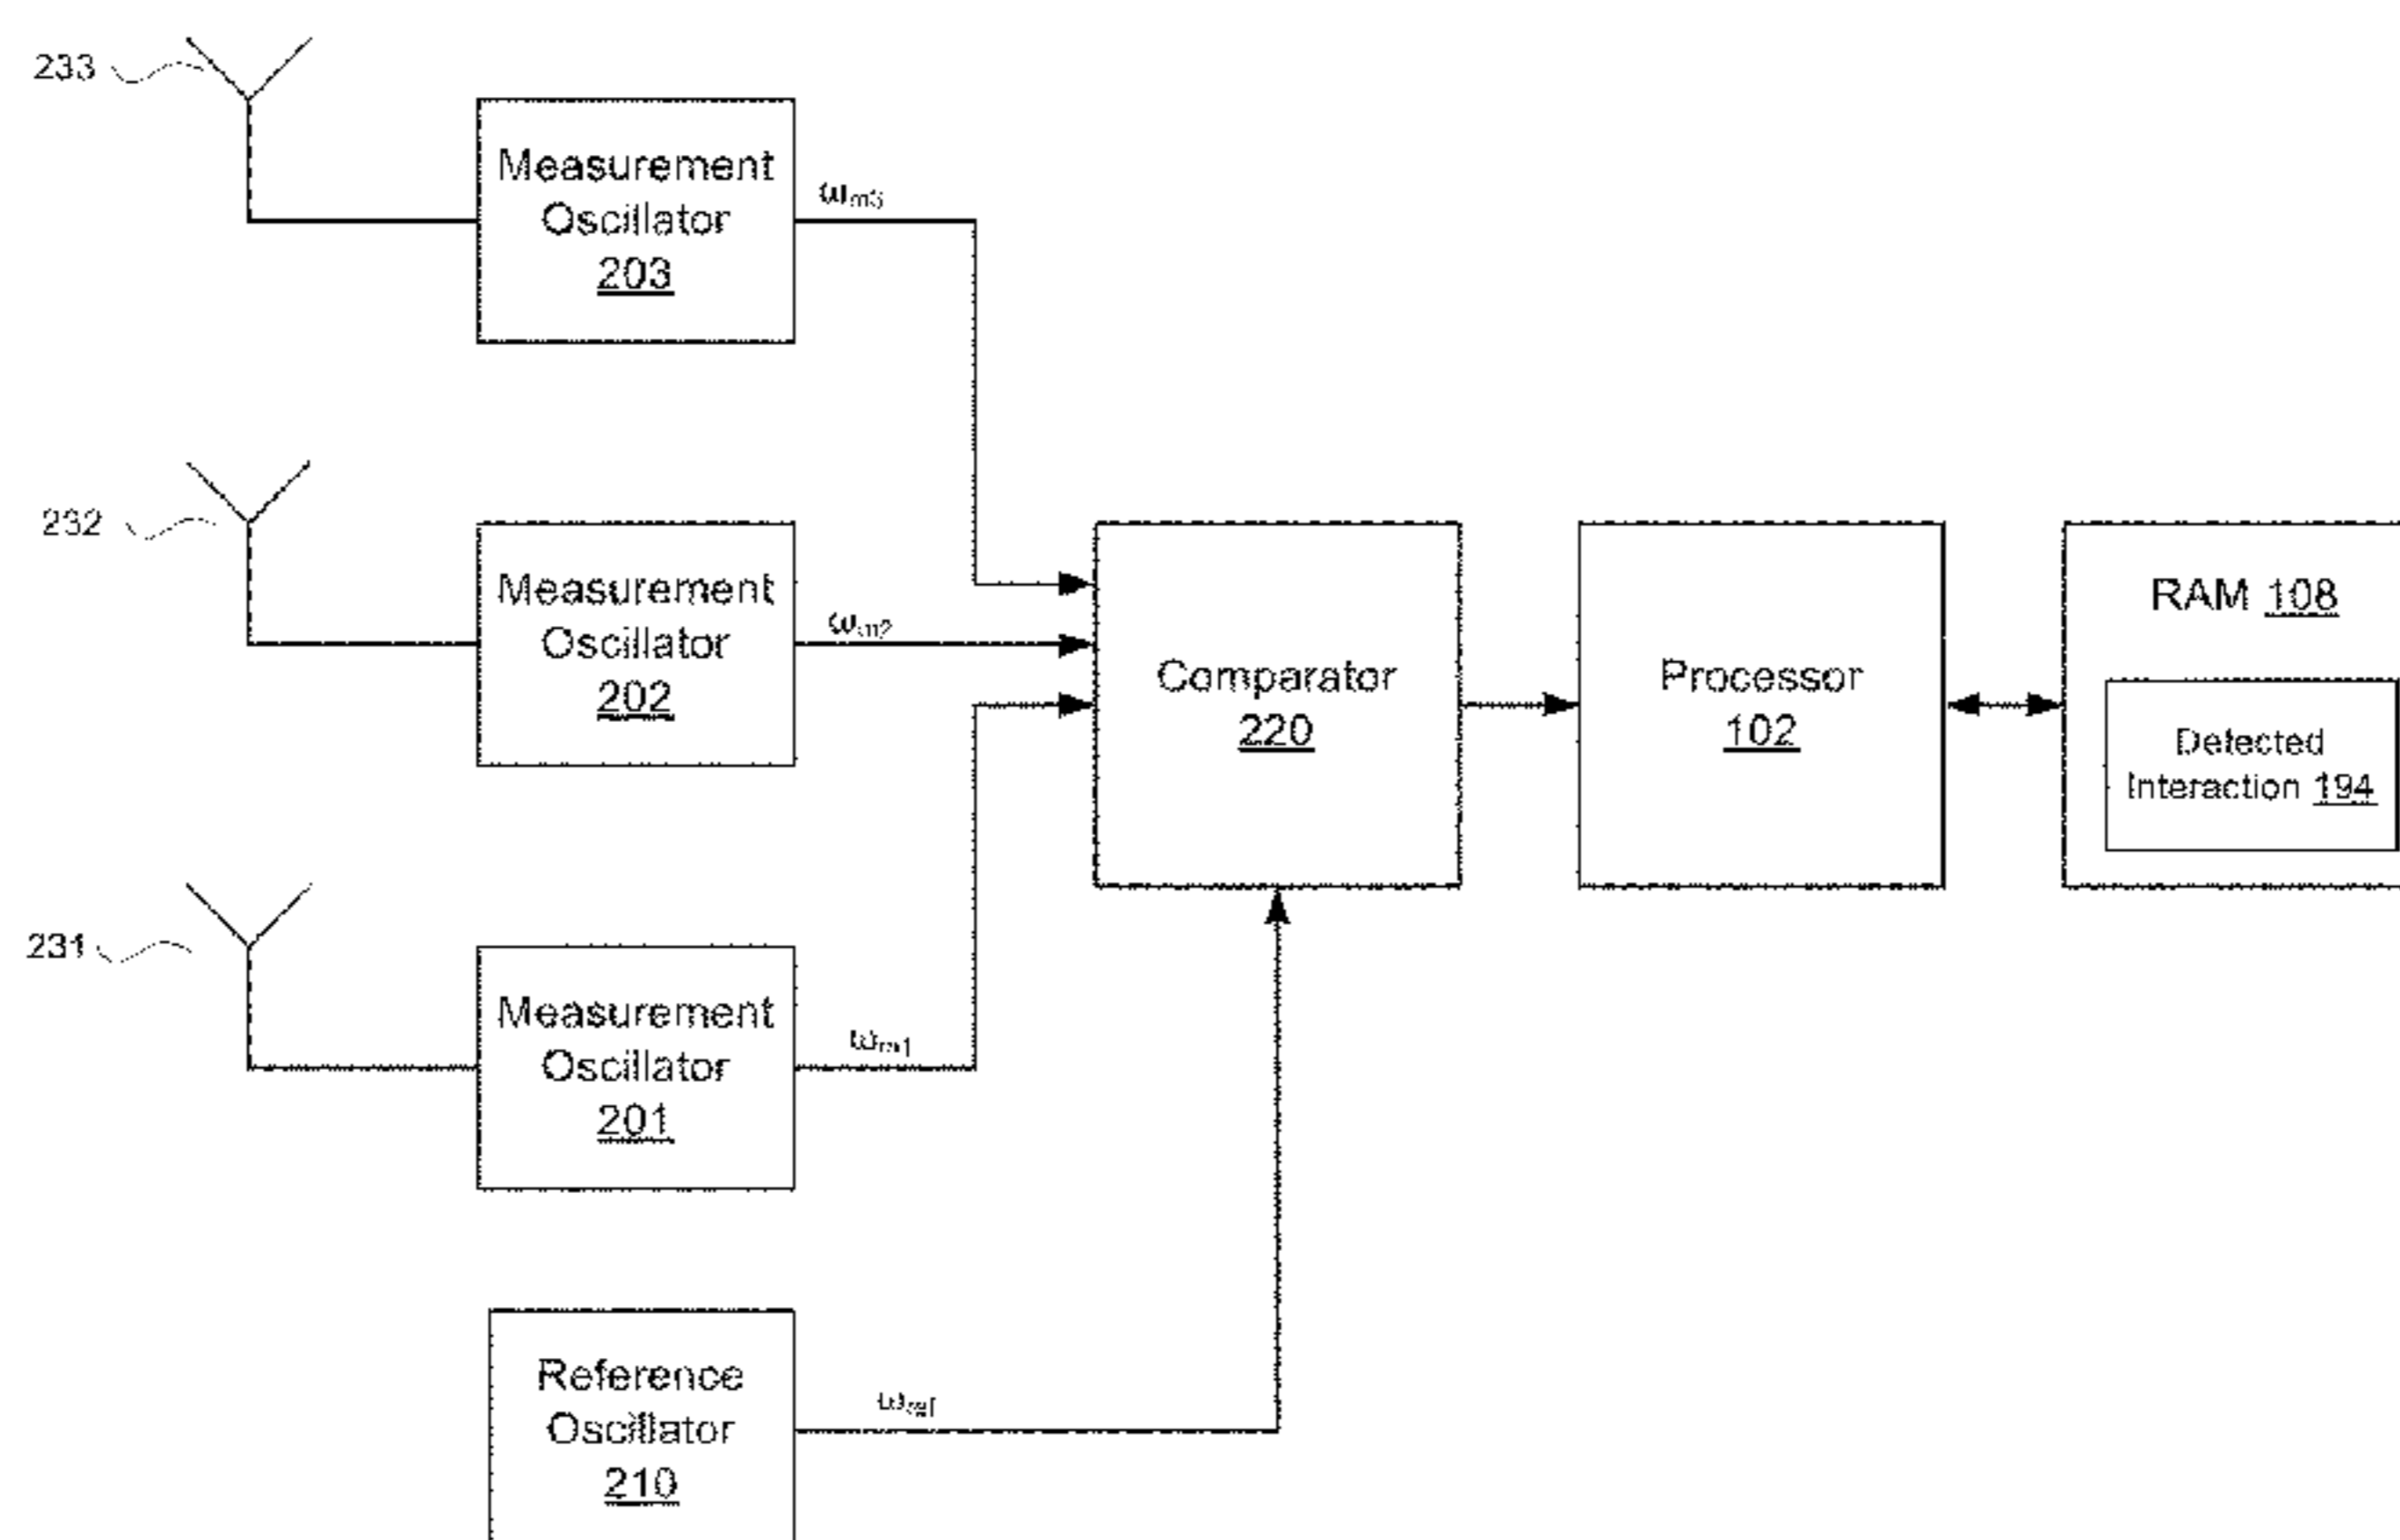 233
Measurement
Oscillator
203
ωm3
232
Measurement
Oscillator
202
ωm2
Comparator
220
Processor
102
RAM 108
Detected
Interaction 194
231
Measurement
Oscillator
201
ωm1
Reference
Oscillator
210
ωref